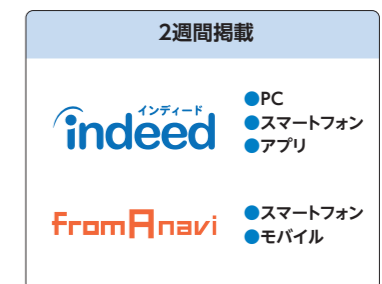 2週間掲載
インディード
indeed
●PC
●スマートフォン
●アプリ
fromAnavi
●スマートフォン
●モバイル